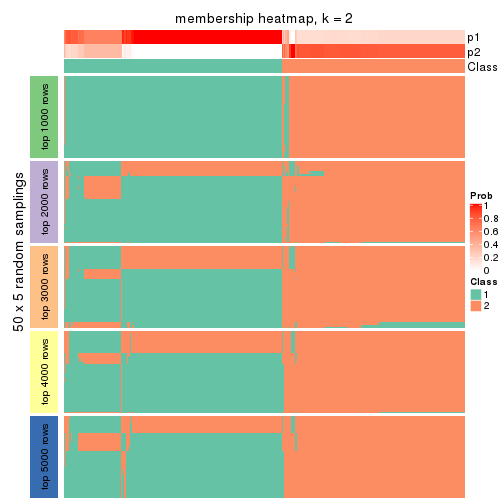 membership heatmap, k = 2
p1
p2
Class
50 x 5 random samplings
top 1000 rows
top 2000 rows
top 3000 rows
top 4000 rows
top 5000 rows
Prob
1
0.8
0.6
0.4
0.2
0
Class
1
2